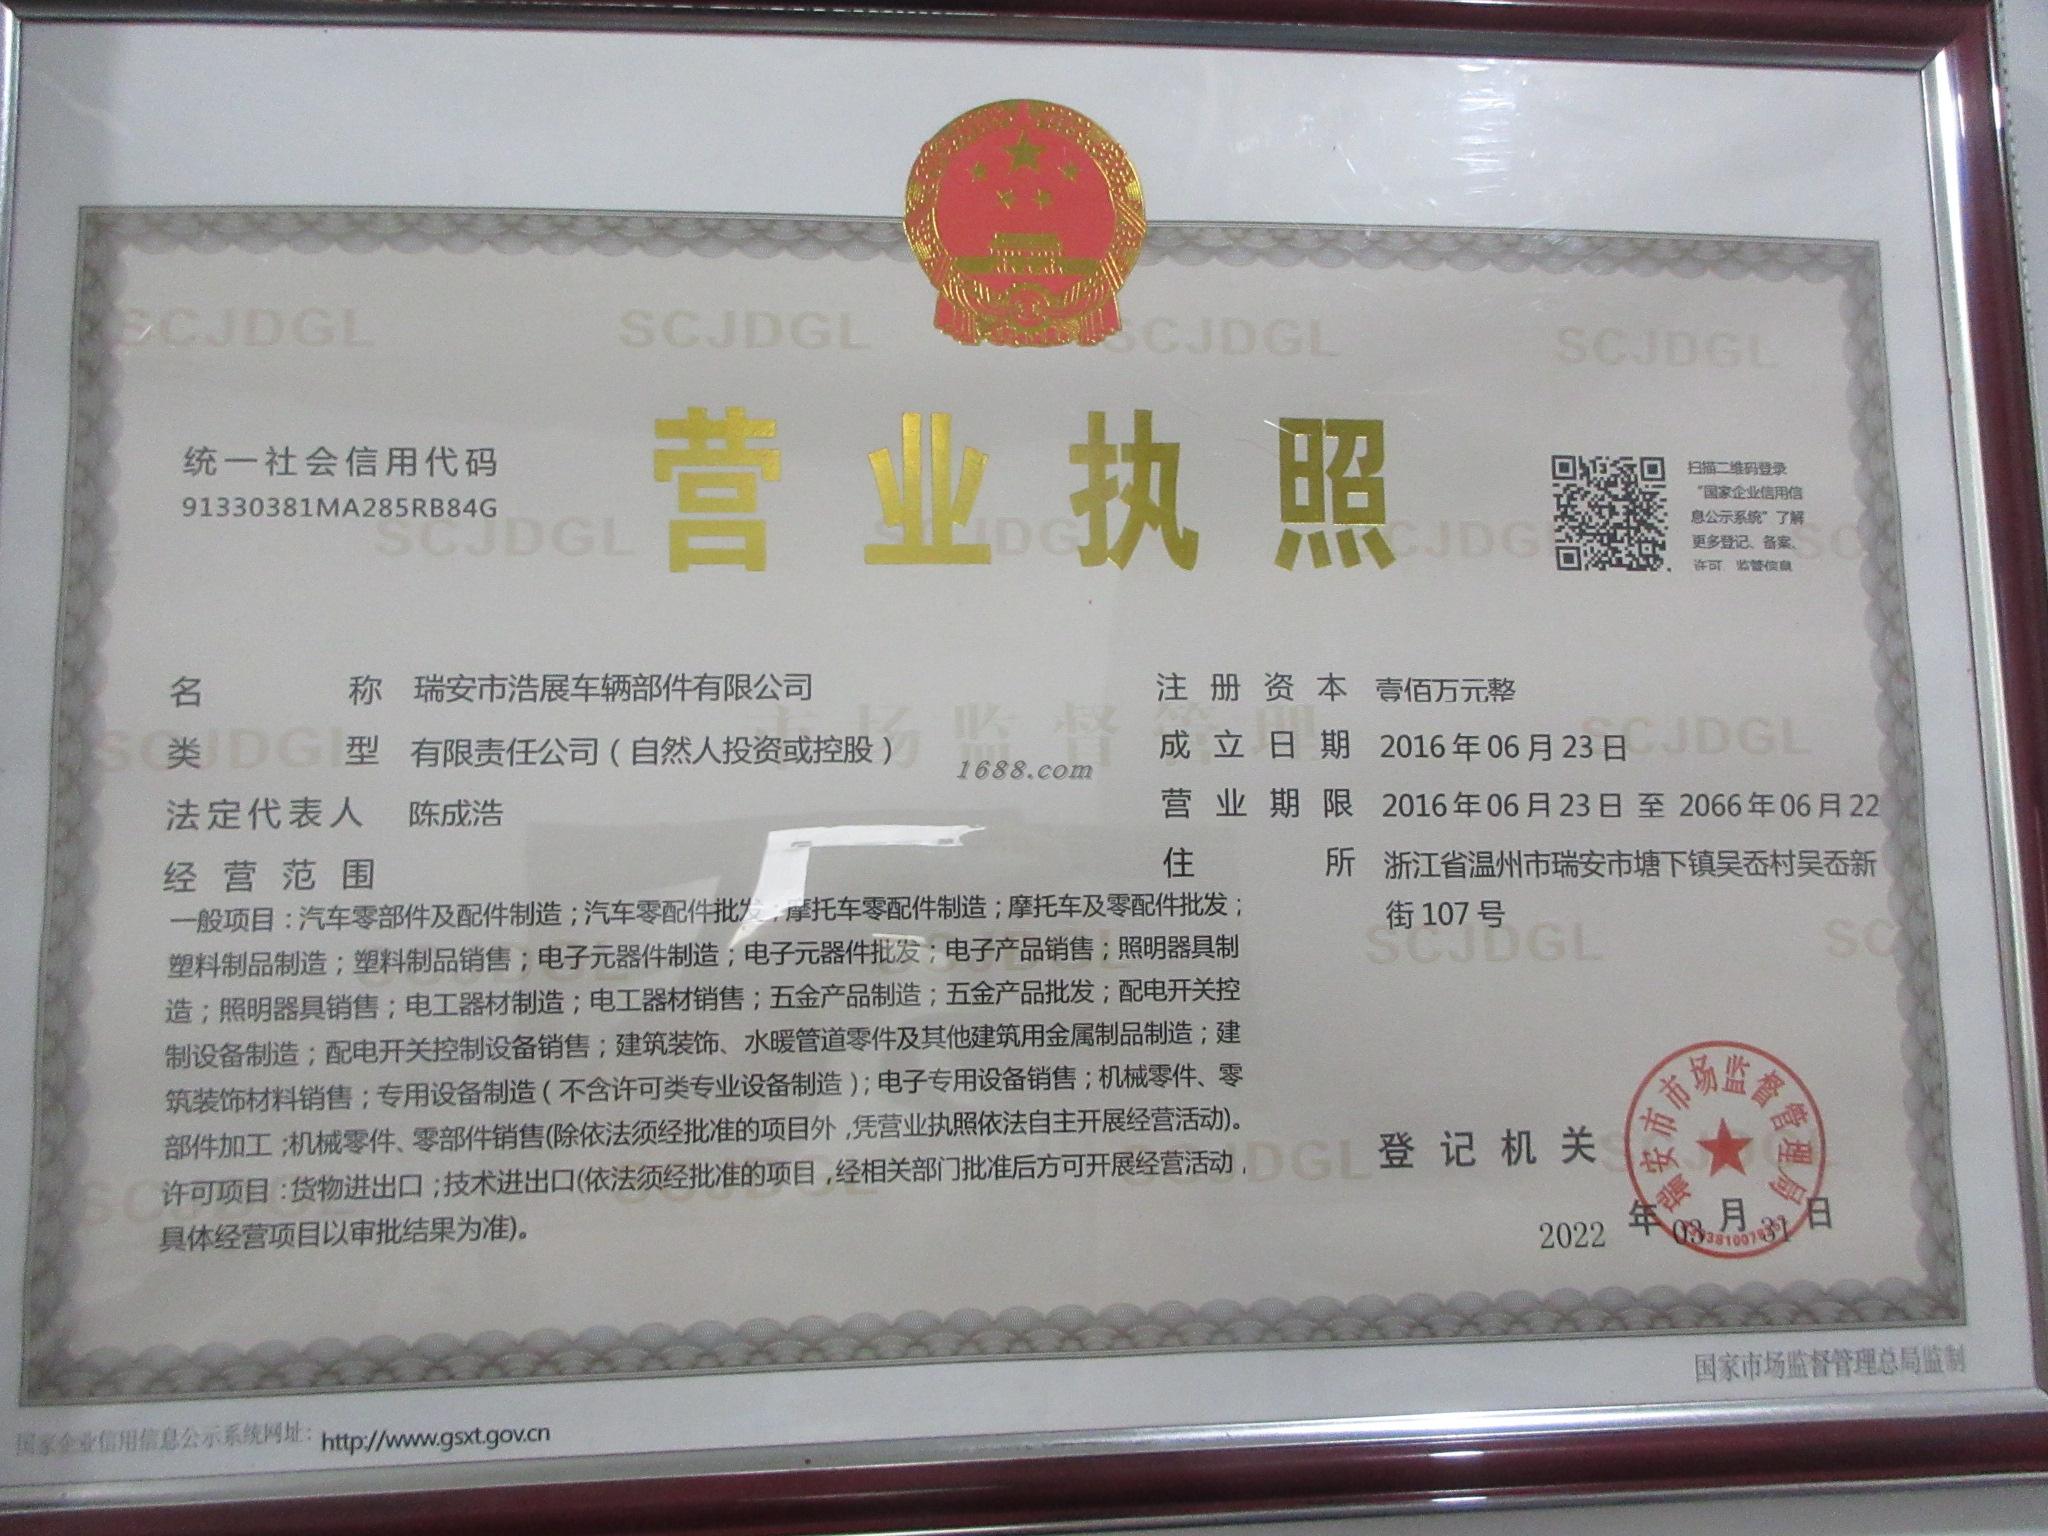 SCJDGL SCJDGL SCJDGL SCJDGL
营业执照
统一社会信用代码
91330381MA285RB84G
扫描二维码登录
“国家企业信用信
息公示系统”了解
更多登记、备案、
许可、监管信息
SCJDGL
名称 瑞安市浩展车辆部件有限公司
类型 有限责任公司（自然人投资或控股）
法定代表人 陈成浩
经营范围
一般项目：汽车零部件及配件制造；汽车零配件批发；摩托车零配件制造；摩托车及零配件批发；
塑料制品制造；塑料制品销售；电子元器件制造；电子元器件批发；电子产品销售；照明器具制
造；照明器具销售；电工器材制造；电工器材销售；五金产品制造；五金产品批发；配电开关控
制设备制造；配电开关控制设备销售；建筑装饰、水暖管道零件及其他建筑用金属制品制造；建
筑装饰材料销售；专用设备制造（不含许可类专业设备制造）；电子专用设备销售；机械零件、零
部件加工；机械零件、零部件销售(除依法须经批准的项目外，凭营业执照依法自主开展经营活动)。
许可项目：货物进出口；技术进出口(依法须经批准的项目，经相关部门批准后方可开展经营活动，
具体经营项目以审批结果为准)。
注册资本 壹佰万元整
成立日期 2016年06月23日
营业期限 2016年06月23日 至 2066年06月22
住所 浙江省温州市瑞安市塘下镇吴岙村吴岙新
街107号
市场监督管理
1688.com
登记机关
瑞安市市场监督管理局
2022年03月31日
国家市场监督管理总局监制
国家企业信用信息公示系统网址：http://www.gsxt.gov.cn